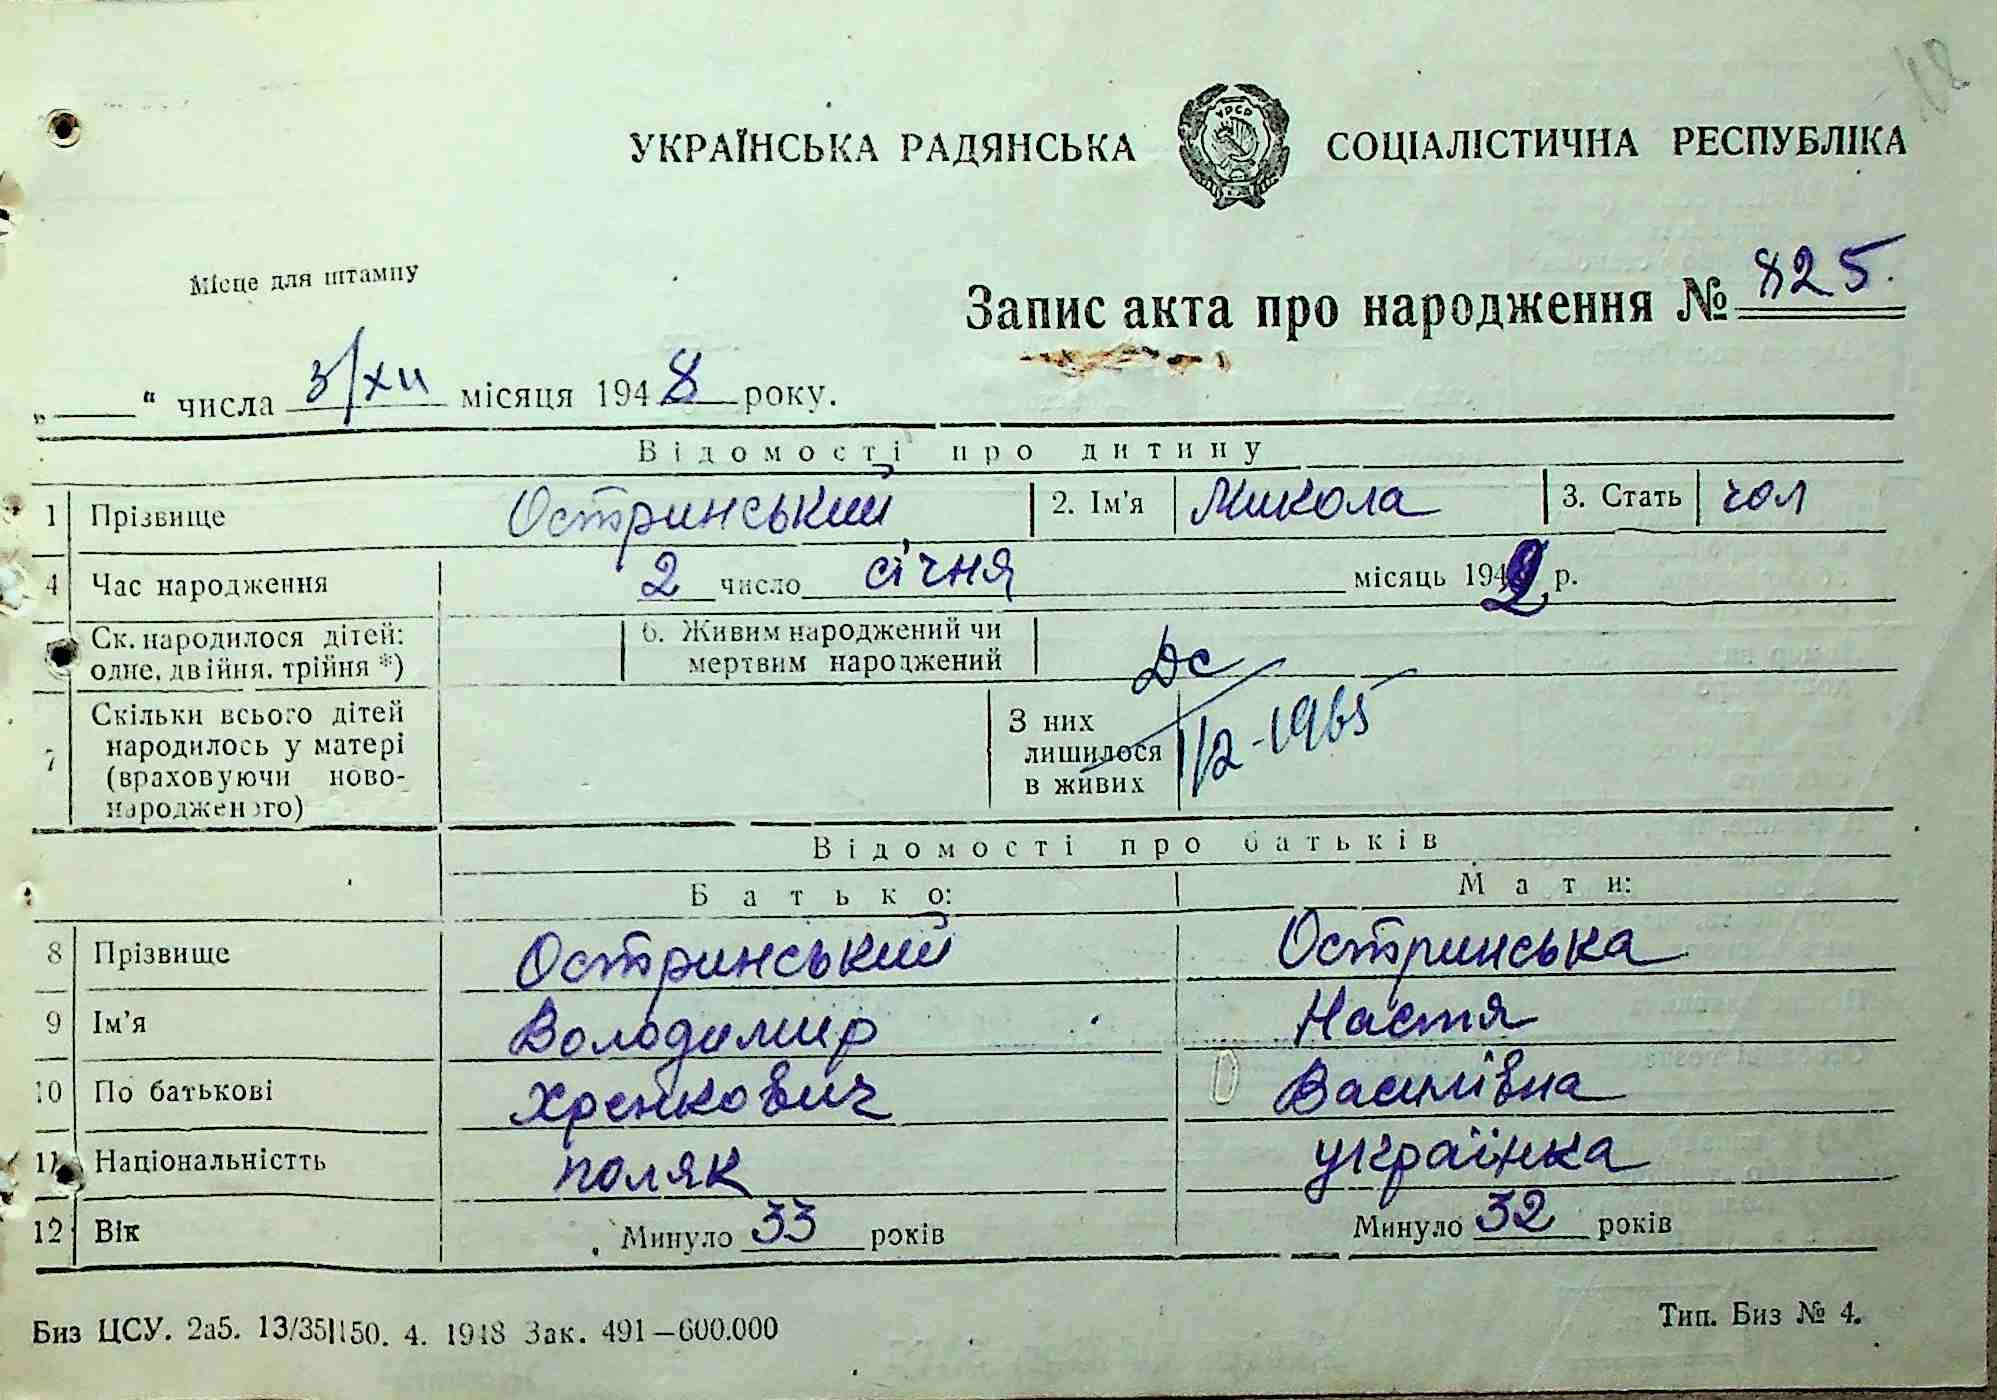 УКРАЇНСЬКА РАДЯНСЬКА СОЦІАЛІСТИЧНА РЕСПУБЛІКА
УРСР
Місце для штампу
Запис акта про народження № 825.
„ “ числа 3/XII місяця 1948 року.
Відомості про дитину
1 Прізвище Остринський 2. Ім'я Микола 3. Стать чол
4 Час народження 2 число січня місяць 1942 р.
Ск. народилося дітей: 6. Живим народжений чи
одне, двійня, трійня *) мертвим народжений
Дс
7 Скільки всього дітей З них
народилось у матері лишилося
(враховуючи ново- в живих
народженого)
1/2-1965
Відомості про батьків
Батько: Мати:
8 Прізвище Остринський Остринська
9 Ім'я Володимир Настя
10 По батькові Василівна
11 Національністть поляк українка
12 Вік Минуло 33 років Минуло 32 років
Биз ЦСУ. 2а5. 13/35||50. 4. 1948 Зак. 491—600.000 Тип. Биз № 4.